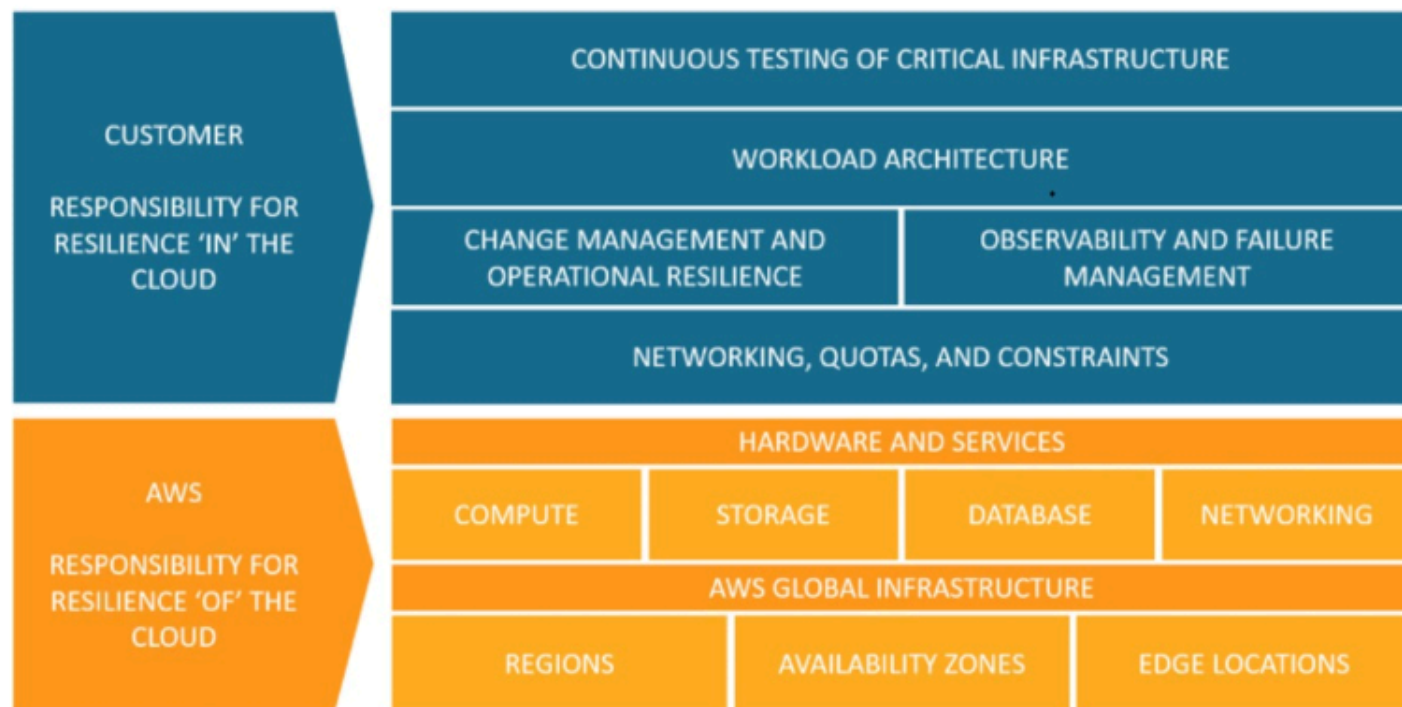 CUSTOMER
RESPONSIBILITY FOR
RESILIENCE ‘IN’ THE
CLOUD
CONTINUOUS TESTING OF CRITICAL INFRASTRUCTURE
WORKLOAD ARCHITECTURE
CHANGE MANAGEMENT AND
OPERATIONAL RESILIENCE
OBSERVABILITY AND FAILURE
MANAGEMENT
NETWORKING, QUOTAS, AND CONSTRAINTS
AWS
RESPONSIBILITY FOR
RESILIENCE ‘OF’ THE
CLOUD
HARDWARE AND SERVICES
COMPUTE
STORAGE
DATABASE
NETWORKING
AWS GLOBAL INFRASTRUCTURE
REGIONS
AVAILABILITY ZONES
EDGE LOCATIONS